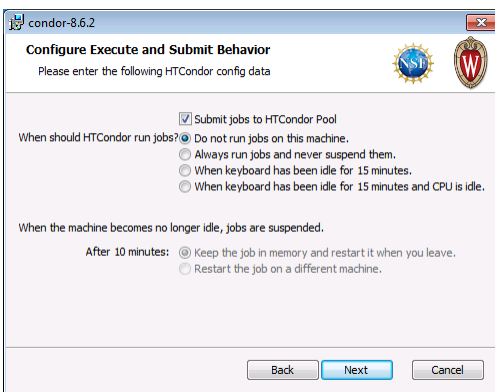 condor-8.6.2
Configure Execute and Submit Behavior
Please enter the following HTCondor config data
NSF
W
Submit jobs to HTCondor Pool
When should HTCondor run jobs?
Do not run jobs on this machine.
Always run jobs and never suspend them.
When keyboard has been idle for 15 minutes.
When keyboard has been idle for 15 minutes and CPU is idle.
When the machine becomes no longer idle, jobs are suspended.
After 10 minutes:
Keep the job in memory and restart it when you leave.
Restart the job on a different machine.
Back
Next
Cancel